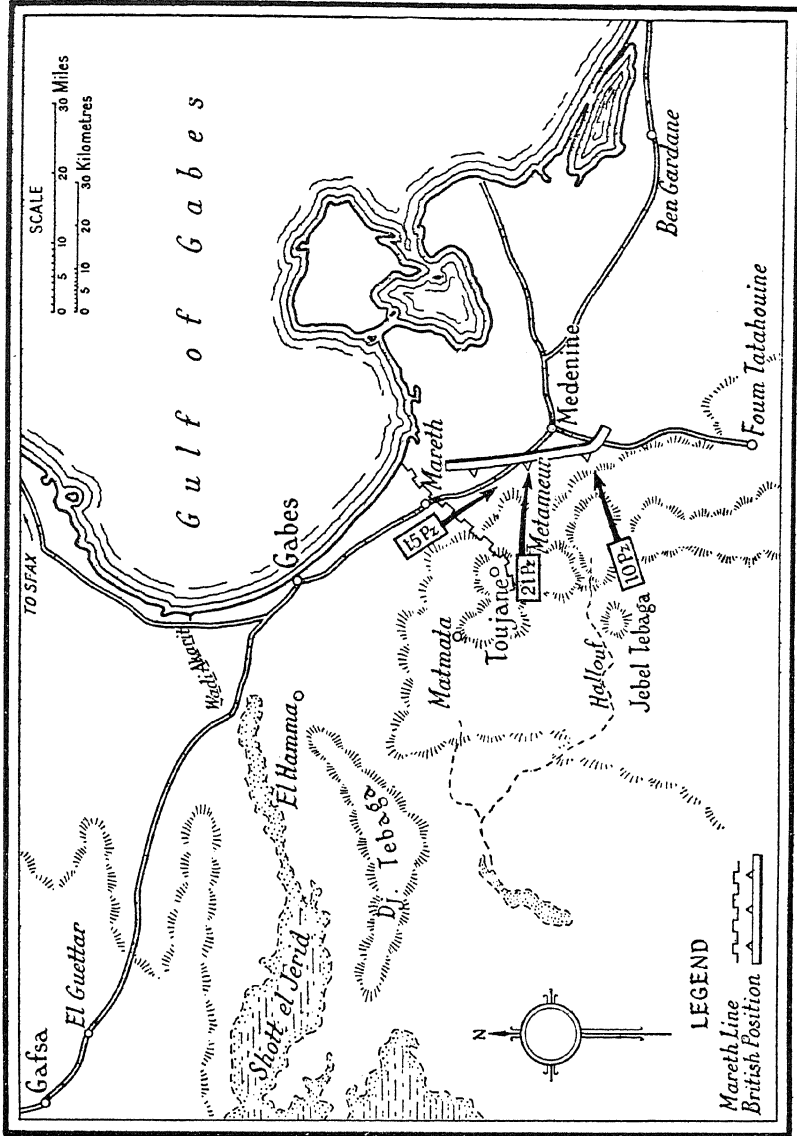 SCALE
0 5 10 20 30 Miles
0 5 10 20 30 Kilometres
Gulf of Gabes
TO SFAX
Gafsa
El Guettar
Wadi Akarit
Gabes
Shott el Jerid
El Hamma
Dj. Tebaga
Matmata
Toujane
Mareth
15 Pz
21 Pz
10 Pz
Metameur
Medenine
Hallouf
Jebel Tebaga
Ben Gardane
Foum Tatahouine
N
LEGEND
Mareth Line
British Position